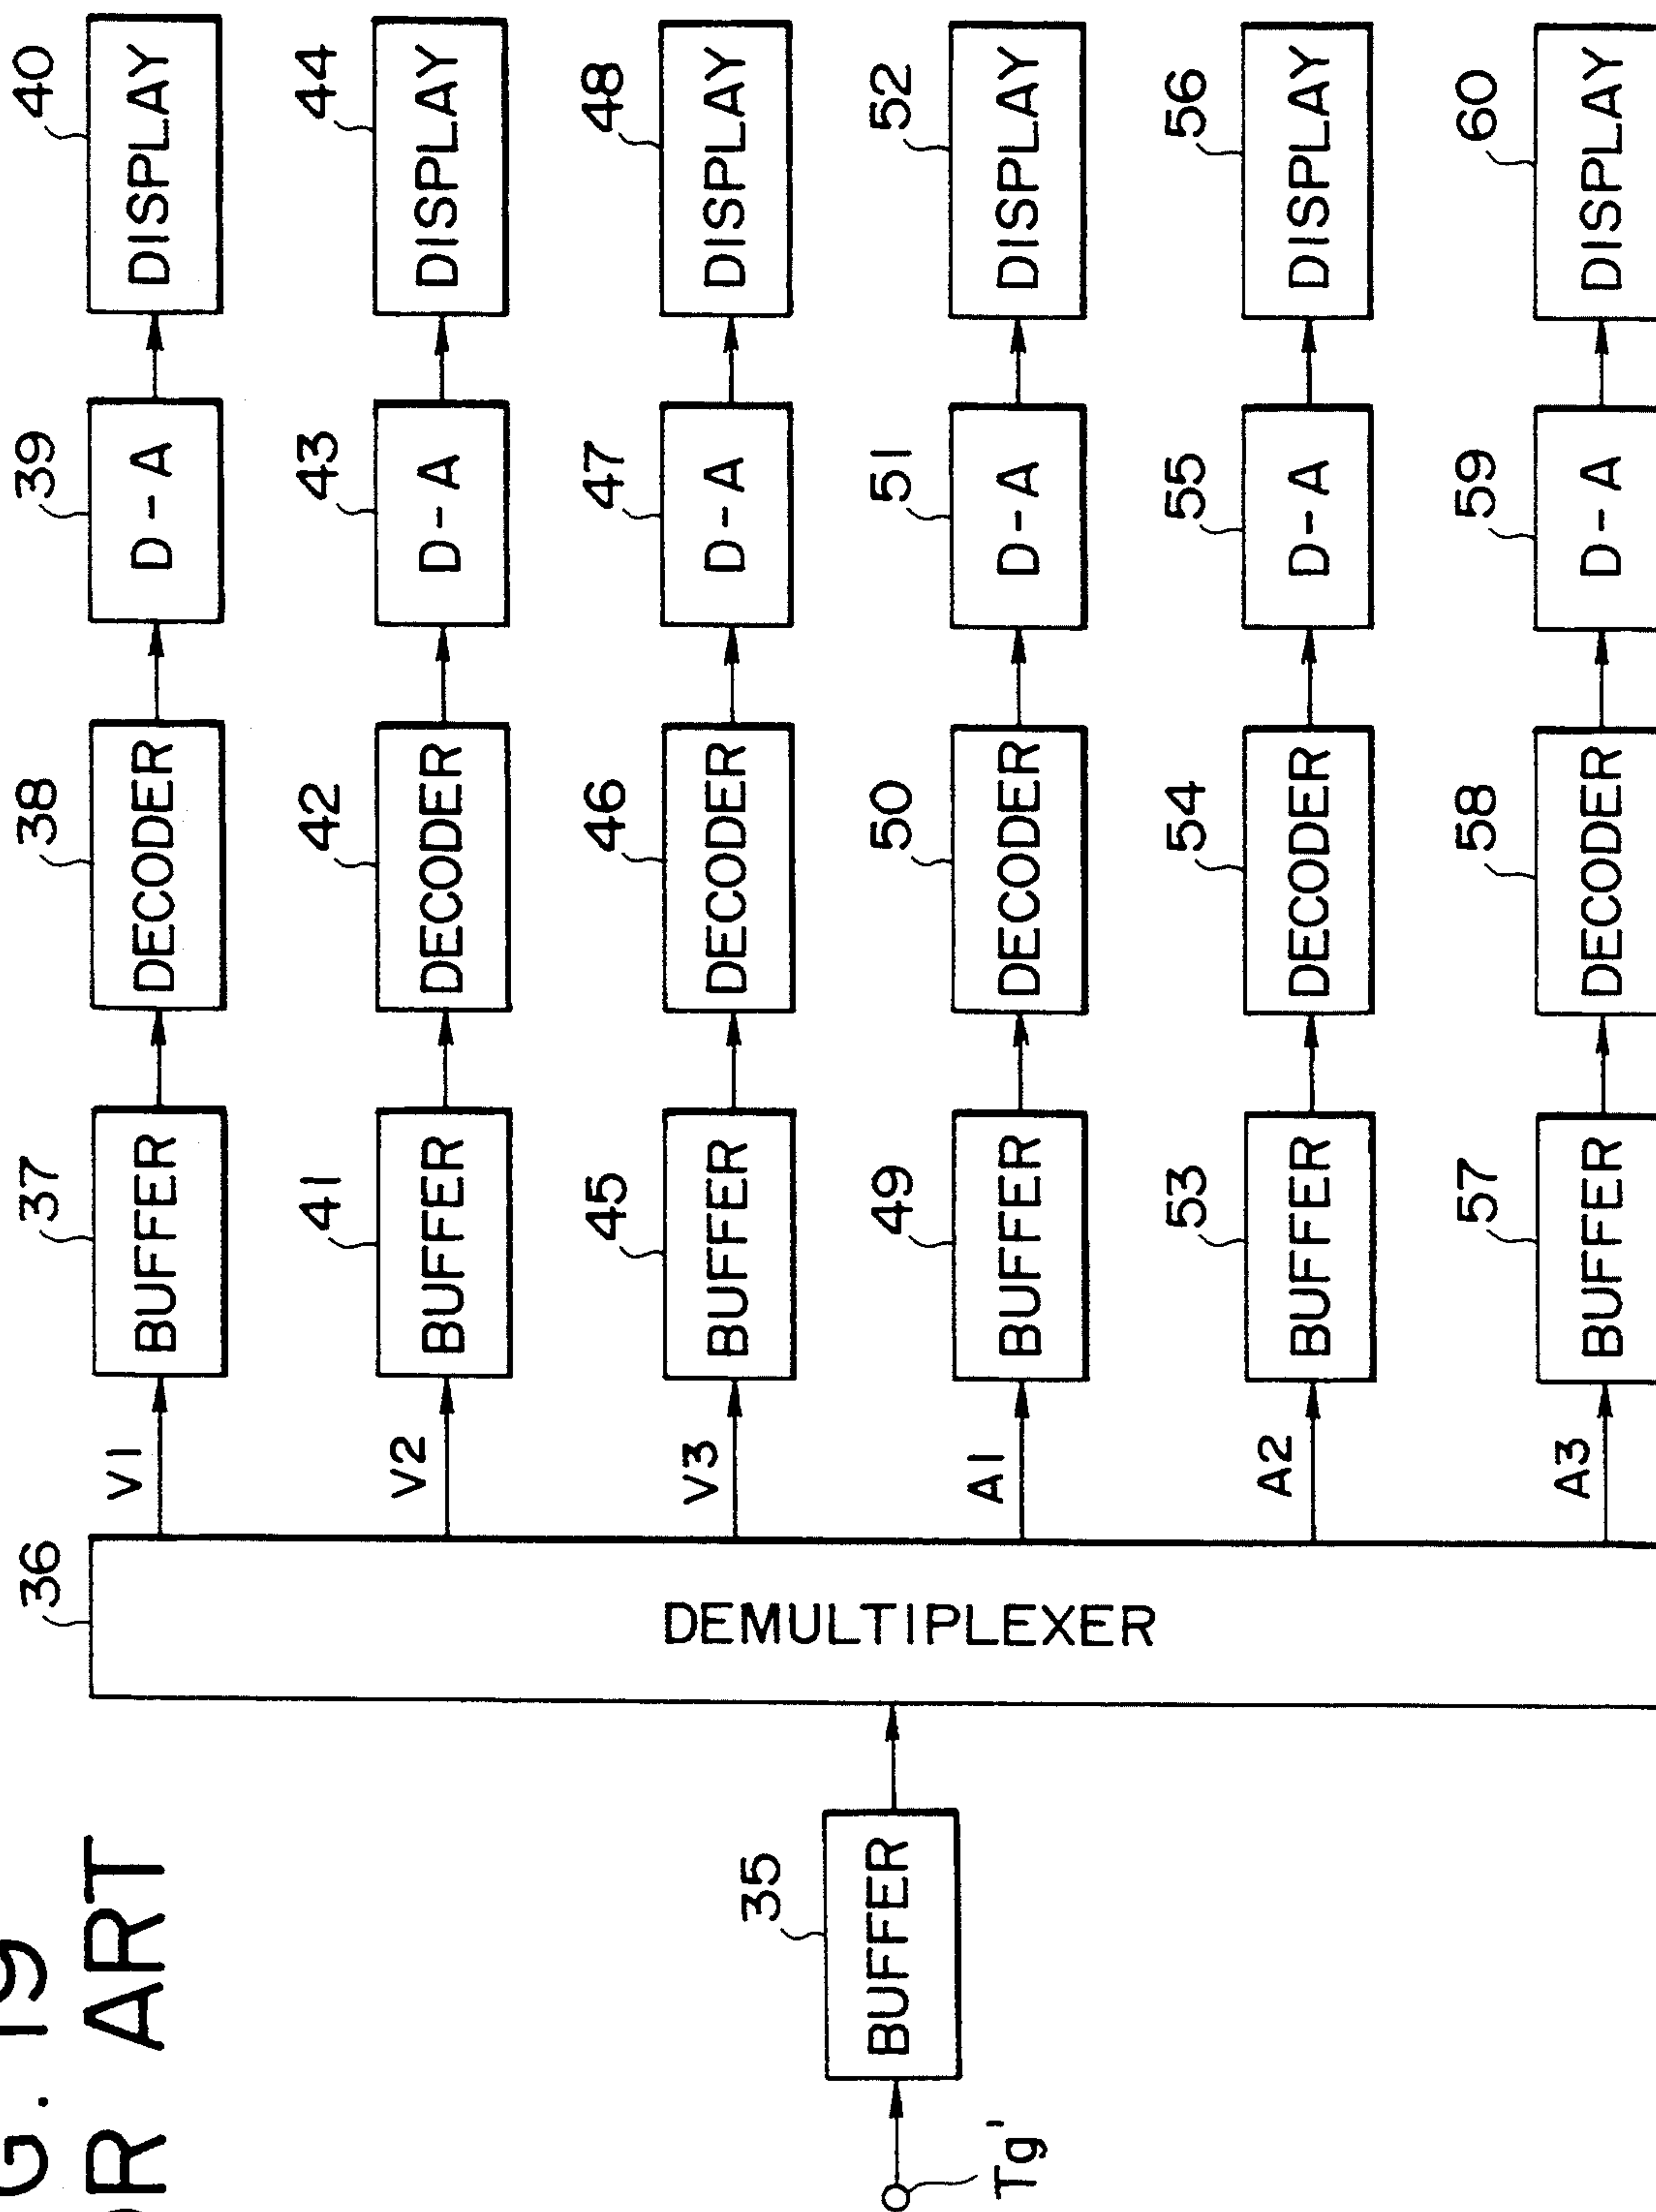 G. 19
R ART
Tg'
35
BUFFER
36
DEMULTIPLEXER
V1
37
BUFFER
38
DECODER
39
D-A
40
DISPLAY
V2
41
BUFFER
42
DECODER
43
D-A
44
DISPLAY
V3
45
BUFFER
46
DECODER
47
D-A
48
DISPLAY
A1
49
BUFFER
50
DECODER
51
D-A
52
DISPLAY
A2
53
BUFFER
54
DECODER
55
D-A
56
DISPLAY
A3
57
BUFFER
58
DECODER
59
D-A
60
DISPLAY